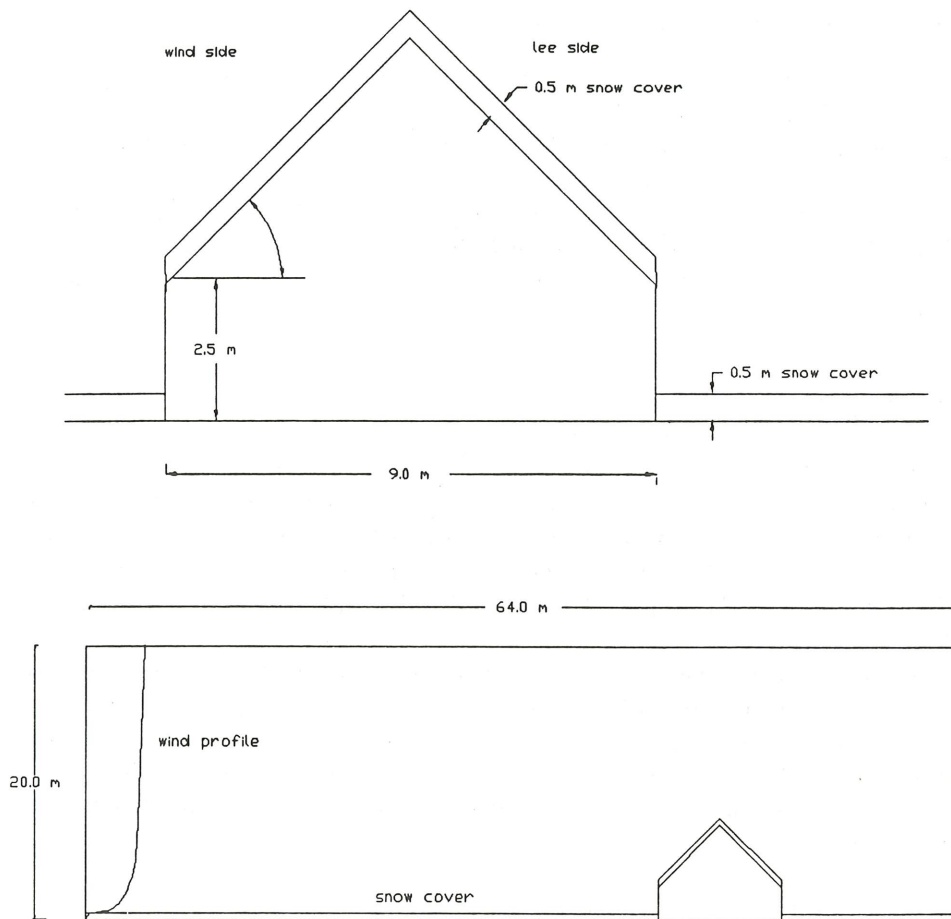 wind side
lee side
0.5 m snow cover
2.5 m
0.5 m snow cover
9.0 m
64.0 m
wind profile
20.0 m
snow cover